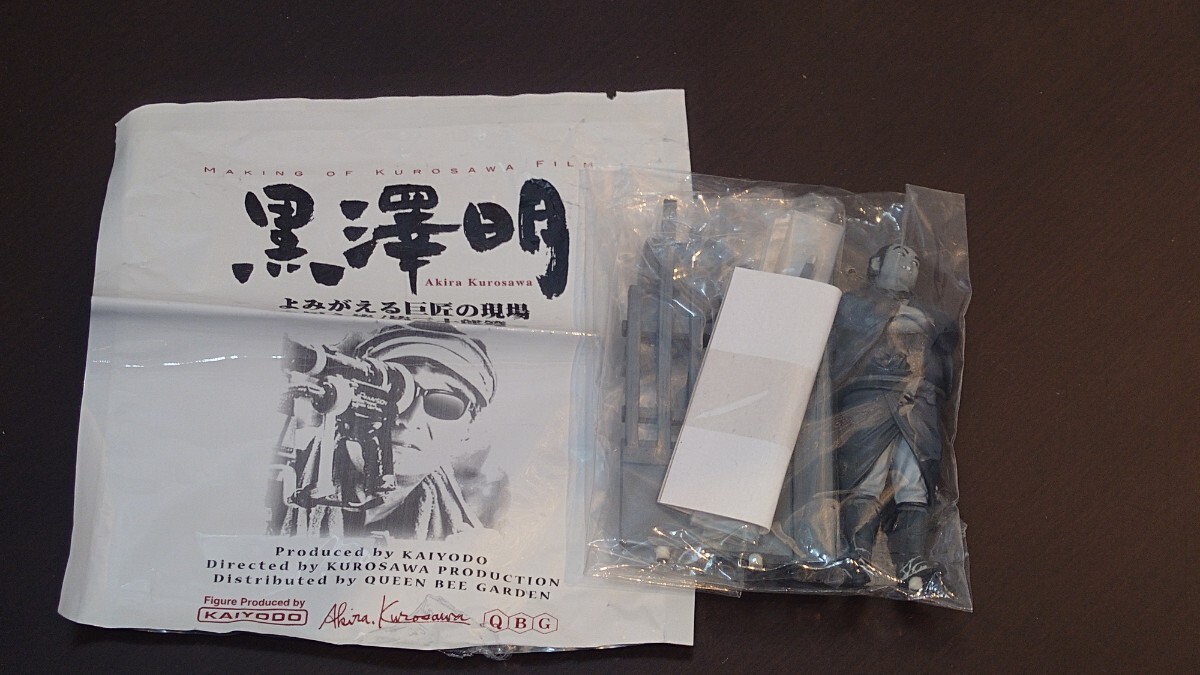 MAKING OF KUROSAWA FILM
黒澤明
Akira Kurosawa
よみがえる巨匠の現場
Produced by KAIYODO
Directed by KUROSAWA PRODUCTION
Distributed by QUEEN BEE GARDEN
Figure Produced by
KAIYODO
Akira. Kurosawa
QBG